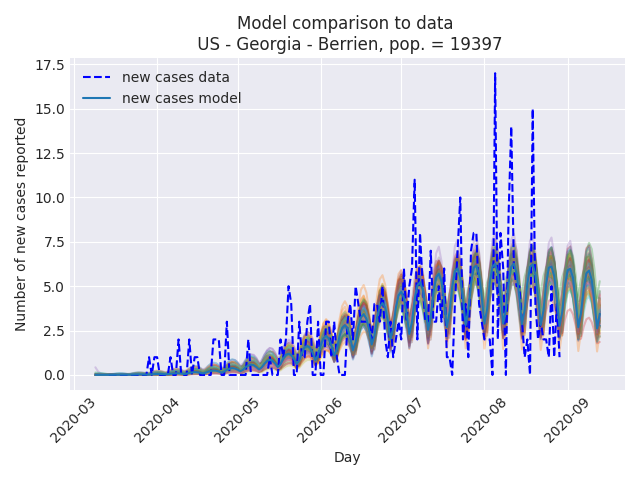 Model comparison to data
US - Georgia - Berrien, pop. = 19397
new cases data
new cases model
Number of new cases reported
17.5
15.0
12.5
10.0
7.5
5.0
2.5
0.0
2020-03
2020-04
2020-05
2020-06
2020-07
2020-08
2020-09
Day